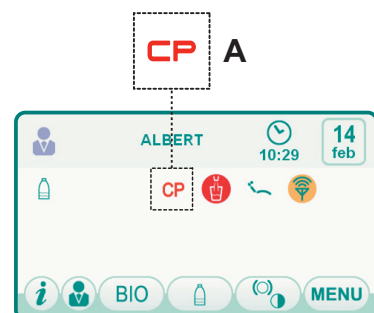 CP A
ALBERT
10:29
14
feb
CP
i
BIO
MENU